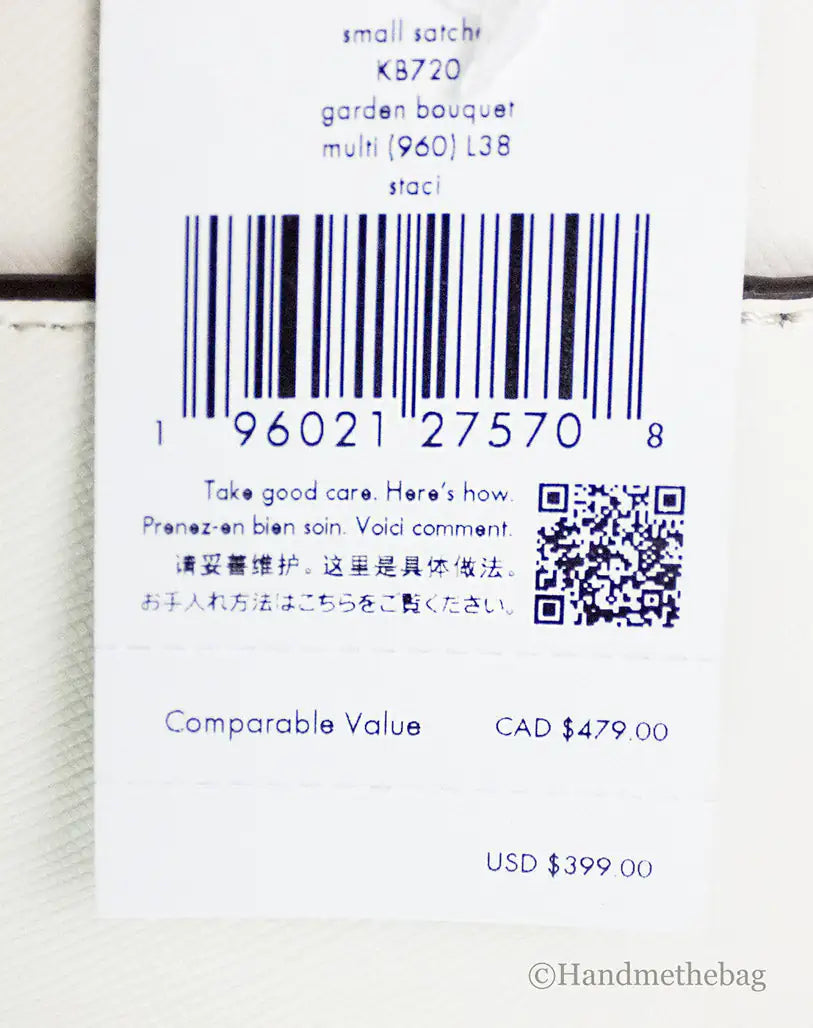 small satch
KB720
garden bouquet
multi (960) L38
staci
1 96021 27570 8
Take good care. Here's how.
Prenez-en bien soin. Voici comment.
请妥善维护。这里是具体做法。
お手入れ方法はこちらをご覧ください。
Comparable Value CAD $479.00
USD $399.00
©Handmethebag